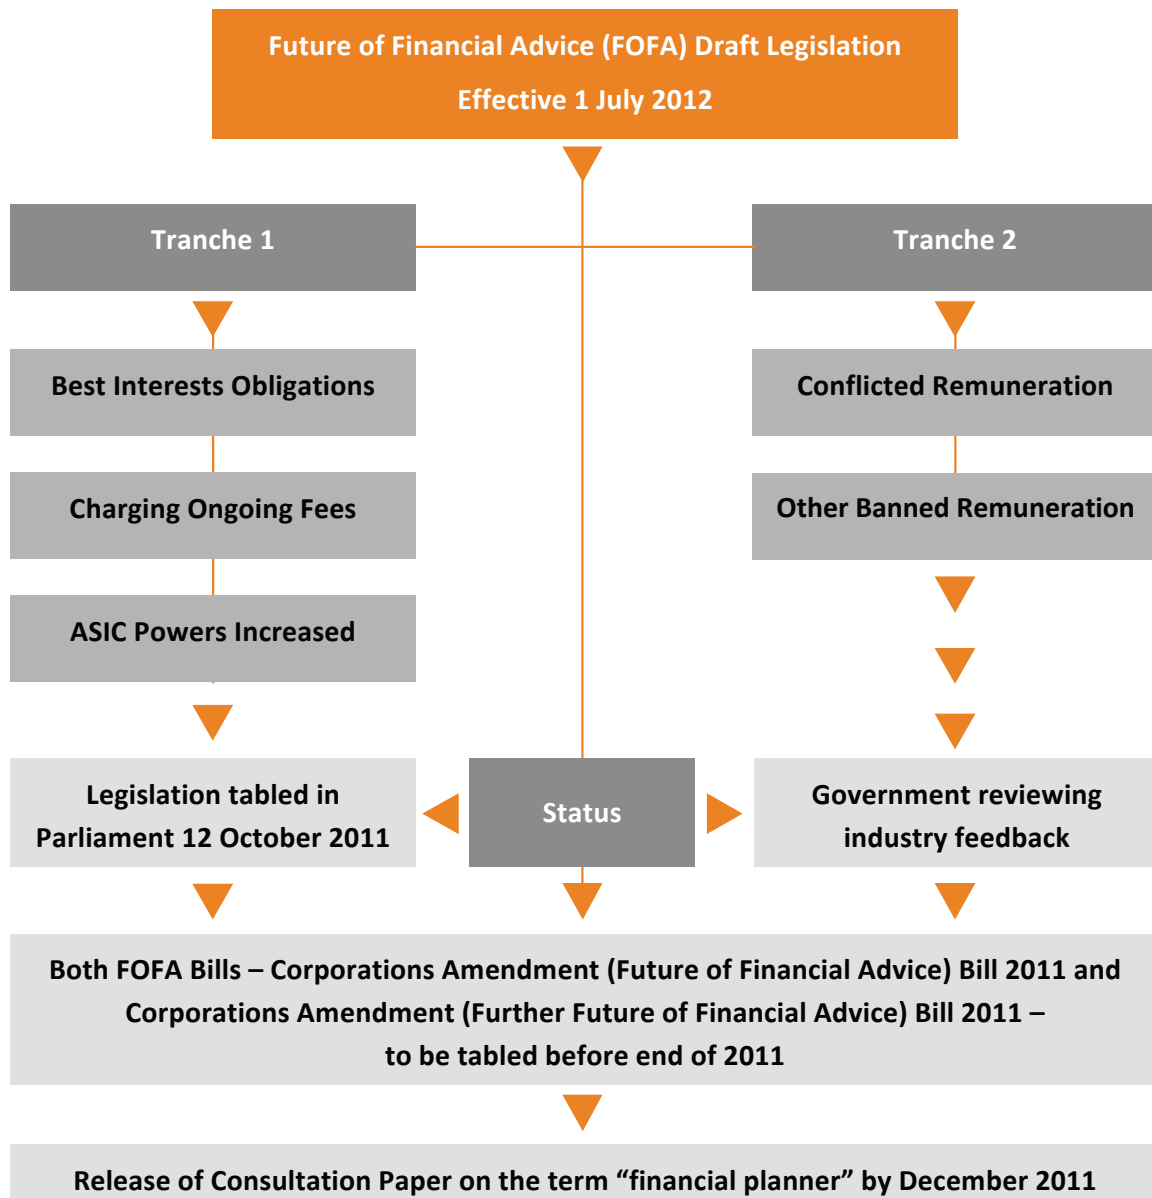 Future of Financial Advice (FOFA) Draft Legislation
Effective 1 July 2012
Tranche 1
Tranche 2
Best Interests Obligations
Conflicted Remuneration
Charging Ongoing Fees
Other Banned Remuneration
ASIC Powers Increased
Legislation tabled in
Parliament 12 October 2011
Status
Government reviewing
industry feedback
Both FOFA Bills – Corporations Amendment (Future of Financial Advice) Bill 2011 and
Corporations Amendment (Further Future of Financial Advice) Bill 2011 –
to be tabled before end of 2011
Release of Consultation Paper on the term “financial planner” by December 2011